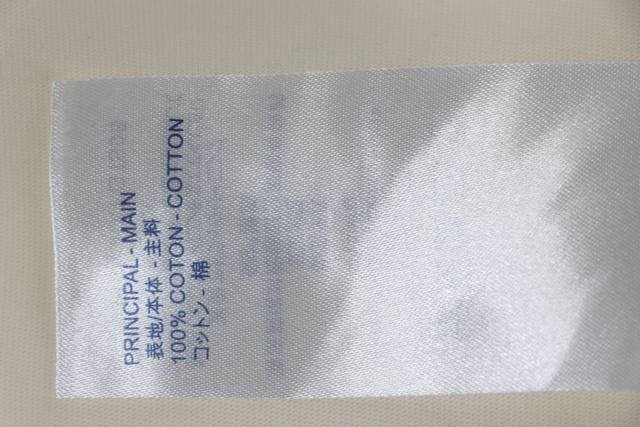 PRINCIPAL - MAIN
表地/本体 - 主料
100% COTON - COTTON
コットン - 棉